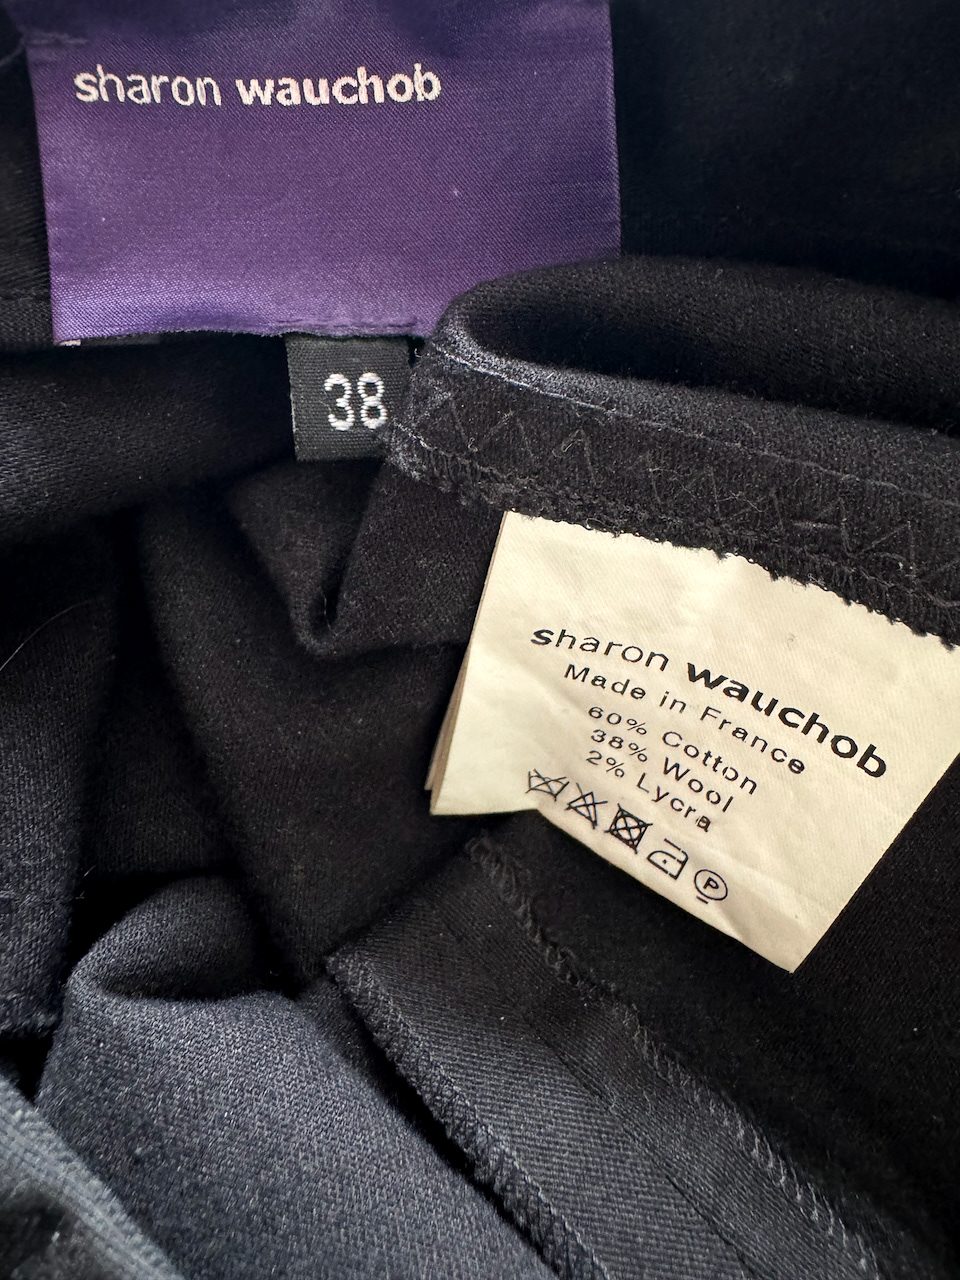 sharon wauchob
38
sharon wauchob
Made in France
60% Cotton
38% Wool
2% Lycra
P